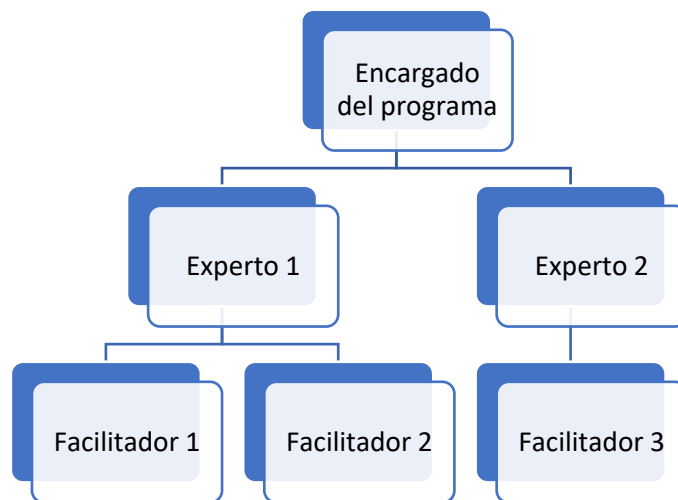 Encargado
del programa
Experto 1
Experto 2
Facilitador 1
Facilitador 2
Facilitador 3